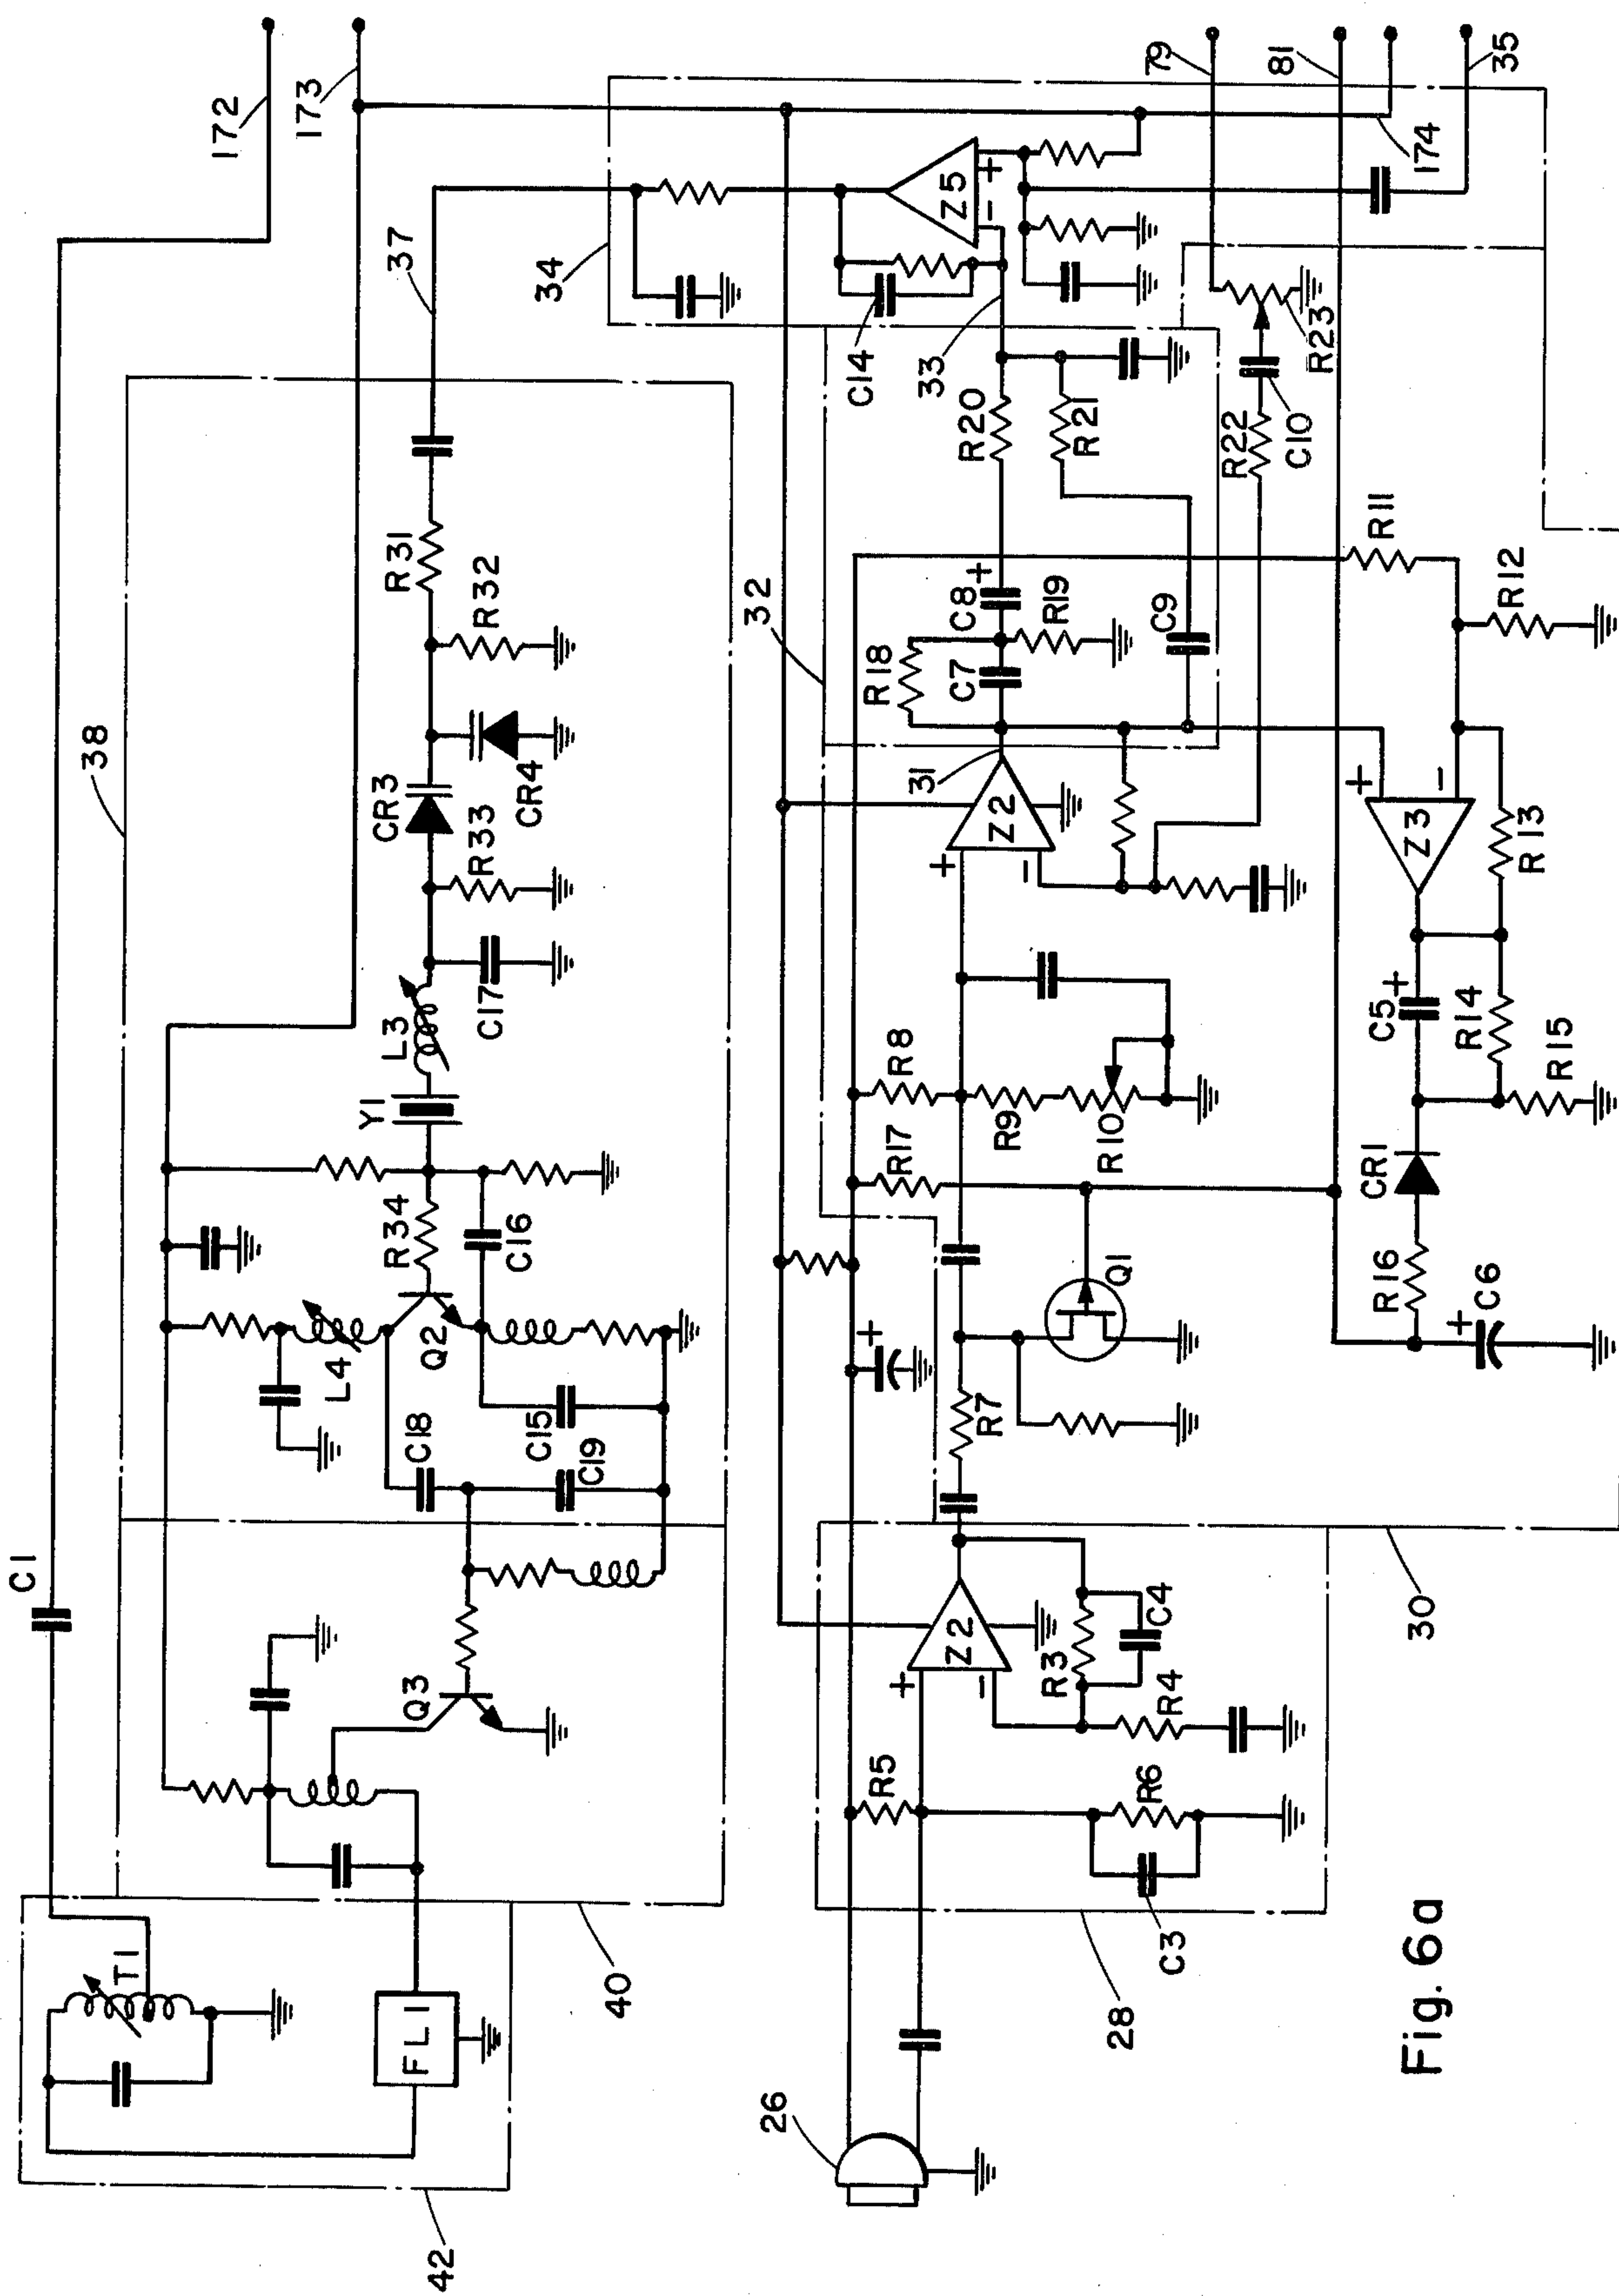 172
173
C1
38
37
34
R31
R32
CR3
CR4
R33
C17
L3
Y1
R34
C16
Q2
L4
C18
C15
C19
Q3
T1
FL1
42
40
Z5
+
−
C14
33
79
81
174
35
R20
R21
R22
C10
R23
32
R18
C7
C8
+
R19
C9
R11
R12
31
Z2
+
−
Z3
+
−
R13
R14
R15
C5
+
CR1
R16
C6
+
R8
R9
R10
R17
Q1
R7
+
30
Z2
+
−
R3
C4
R4
R5
R6
C3
28
26
Fig. 6a